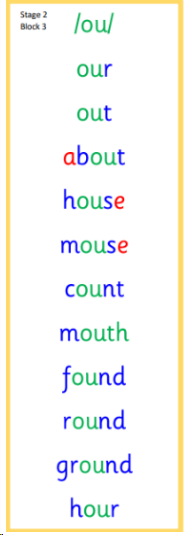 Stage 2
Block 3
/ou/
our
out
about
house
mouse
count
mouth
found
round
ground
hour